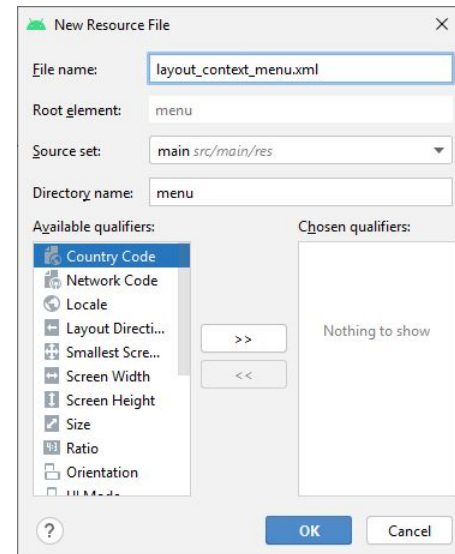 New Resource File
File name: layout_context_menu.xml
Root element: menu
Source set: main src/main/res
Directory name: menu
Available qualifiers: Chosen qualifiers:
Country Code
Network Code
Locale
Layout Directi...
Smallest Scre...
>>
Nothing to show
Screen Width
<<
Screen Height
Size
Ratio
Orientation
? OK Cancel